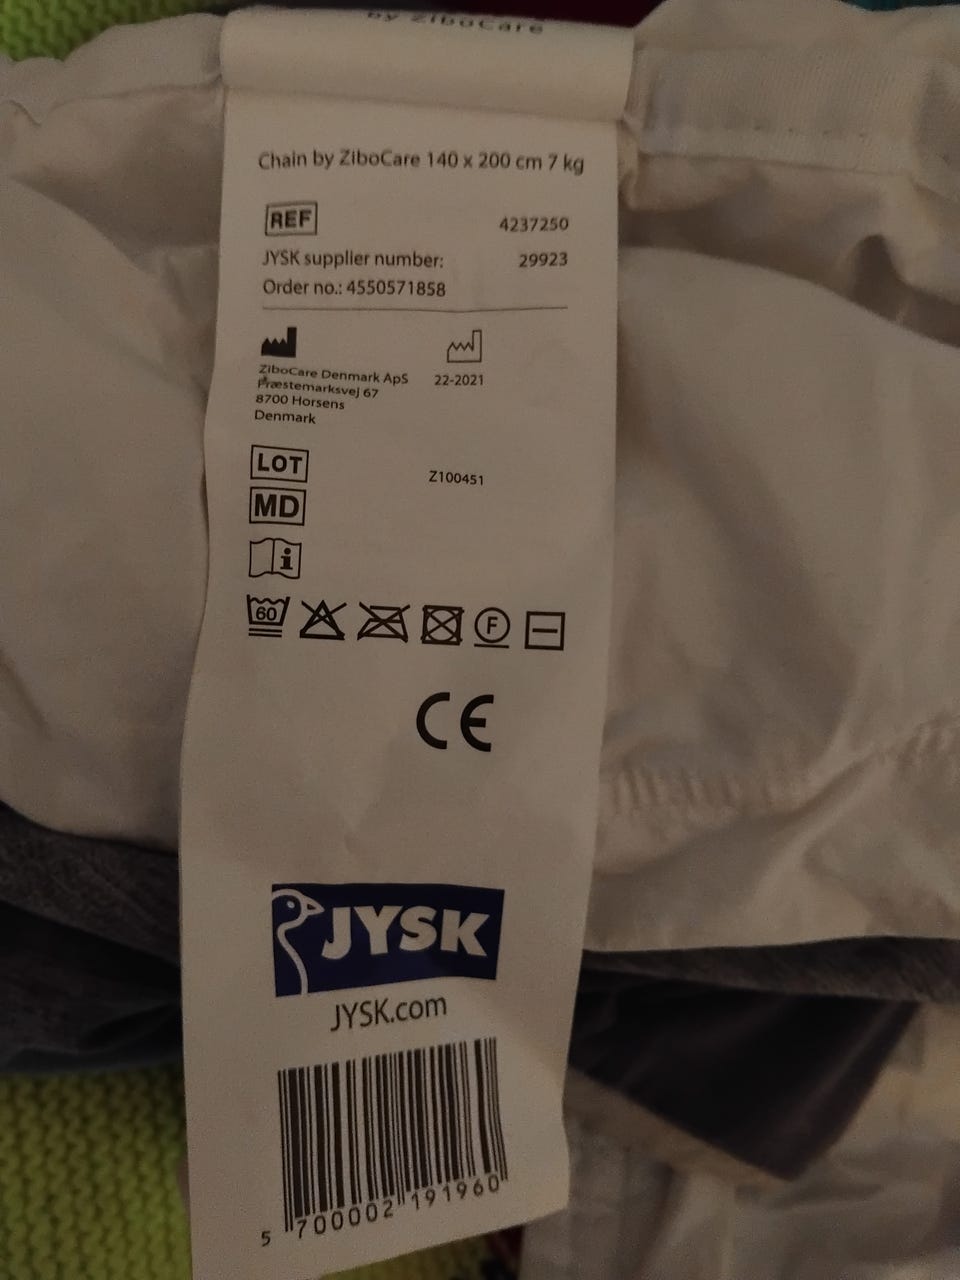 by ZiboCare
Chain by ZiboCare 140 x 200 cm 7 kg
REF 4237250
JYSK supplier number: 29923
Order no.: 4550571858
ZiboCare Denmark ApS
Præstemarksvej 67
8700 Horsens
Denmark
22-2021
LOT Z100451
MD
i
60 F
CE
JYSK
JYSK.com
5 700002 191960